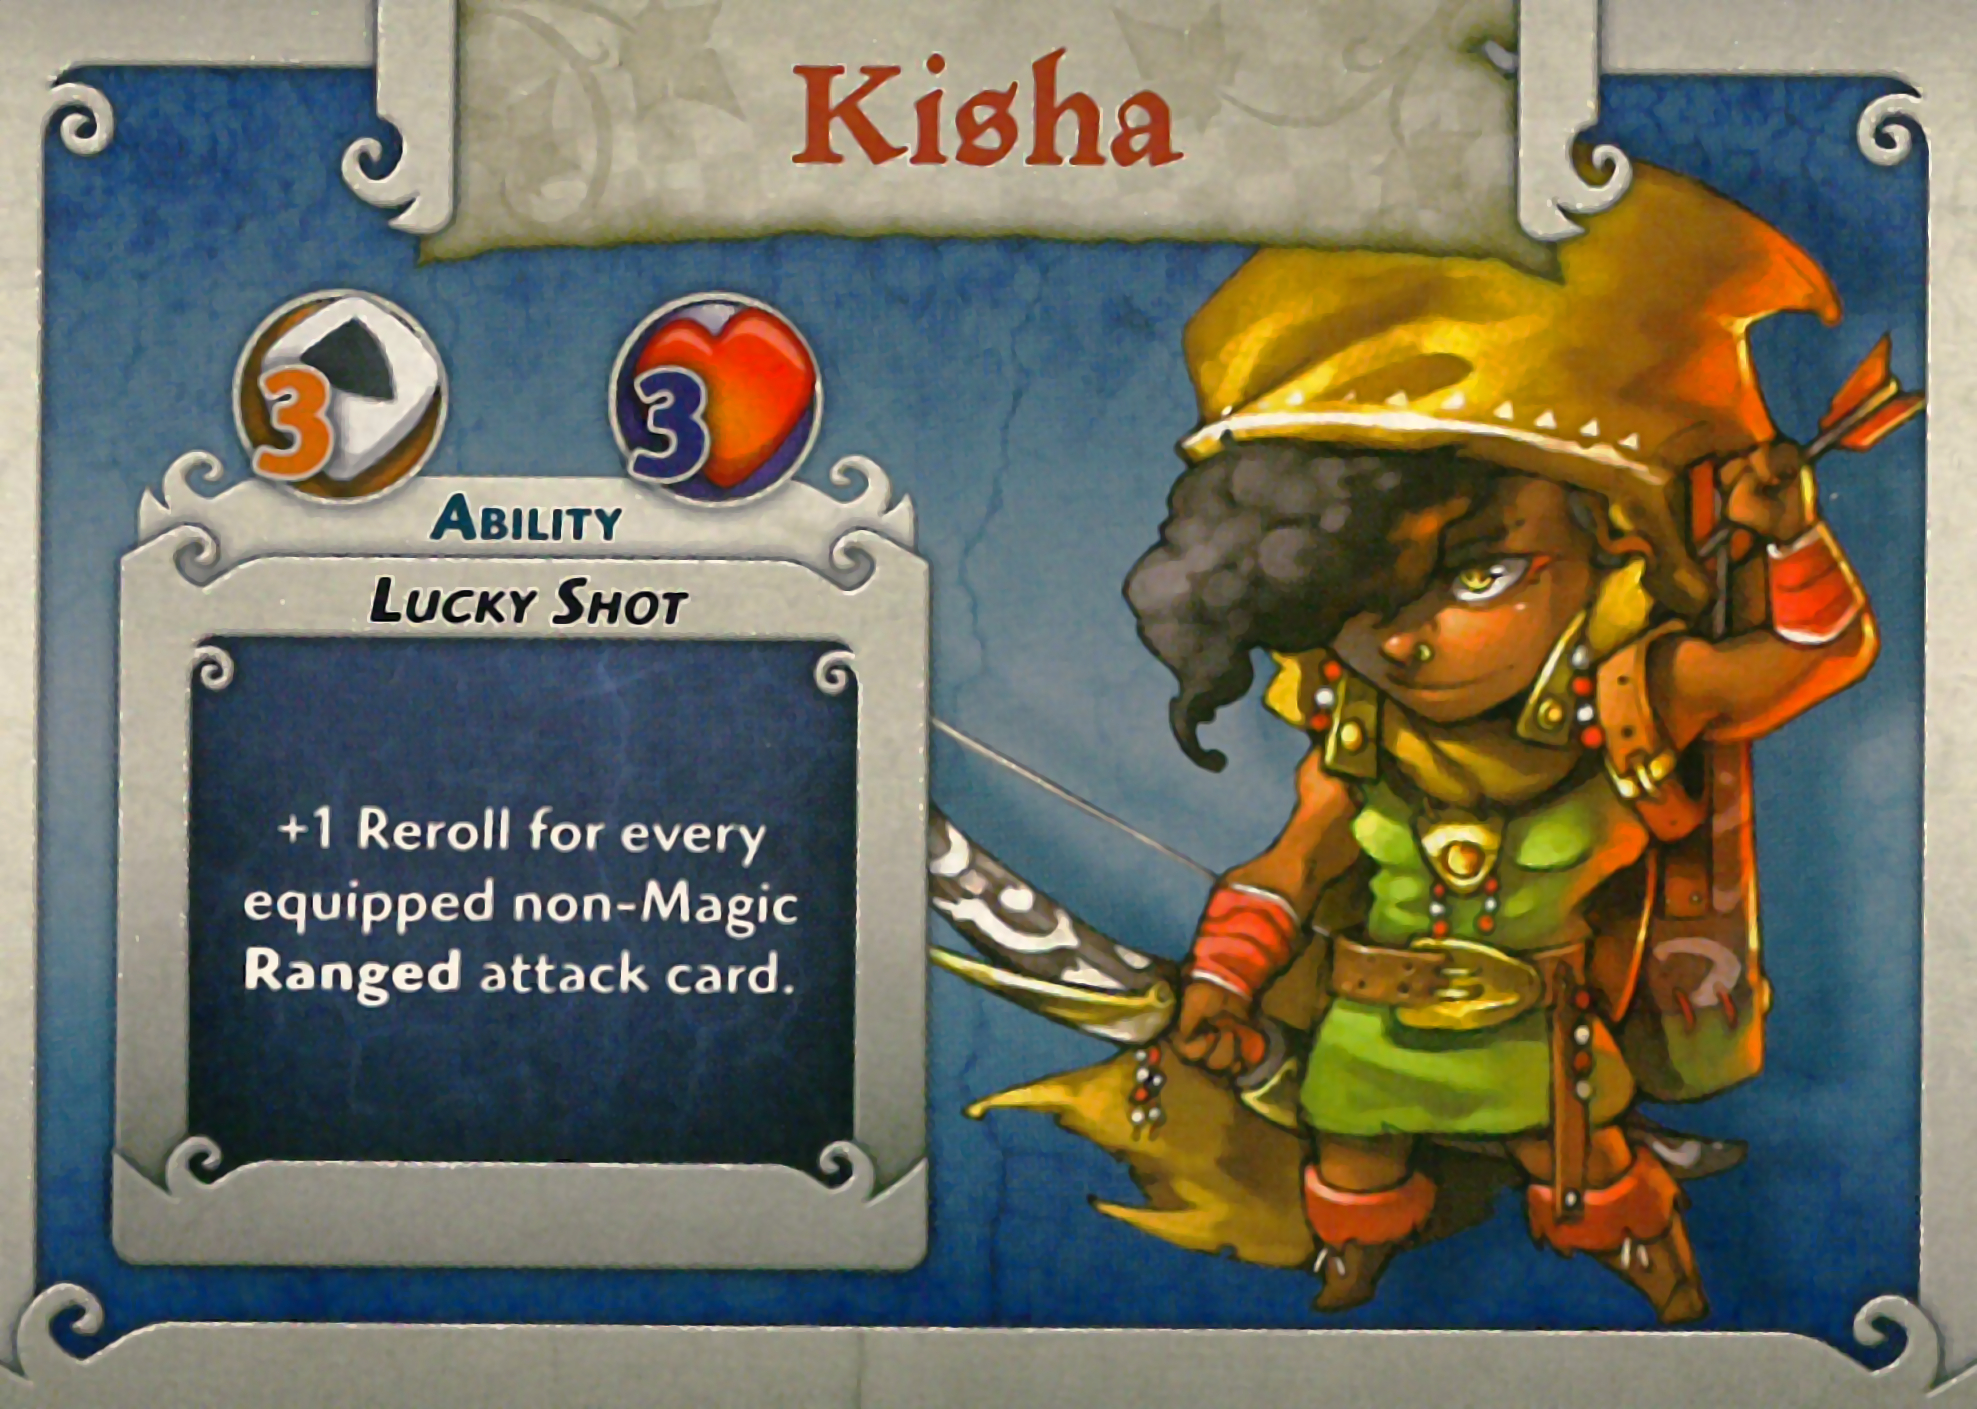 Kisha
3
3
ABILITY
LUCKY SHOT
+1 Reroll for every
equipped non-Magic
Ranged attack card.